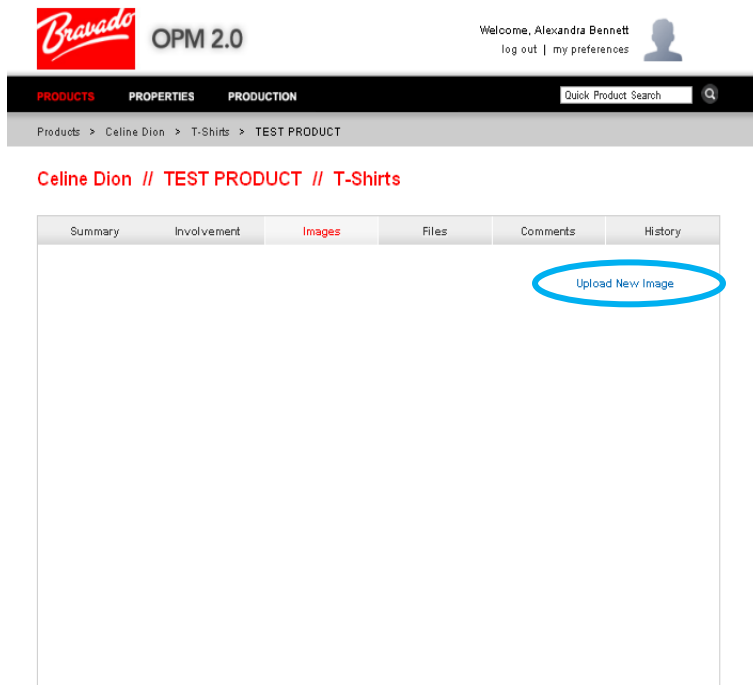 Bravado
OPM 2.0
Welcome, Alexandra Bennett
log out | my preferences
PRODUCTS PROPERTIES PRODUCTION
Quick Product Search
Products > Celine Dion > T-Shirts > TEST PRODUCT
Celine Dion // TEST PRODUCT // T-Shirts
Summary Involvement Images Files Comments History
Upload New Image